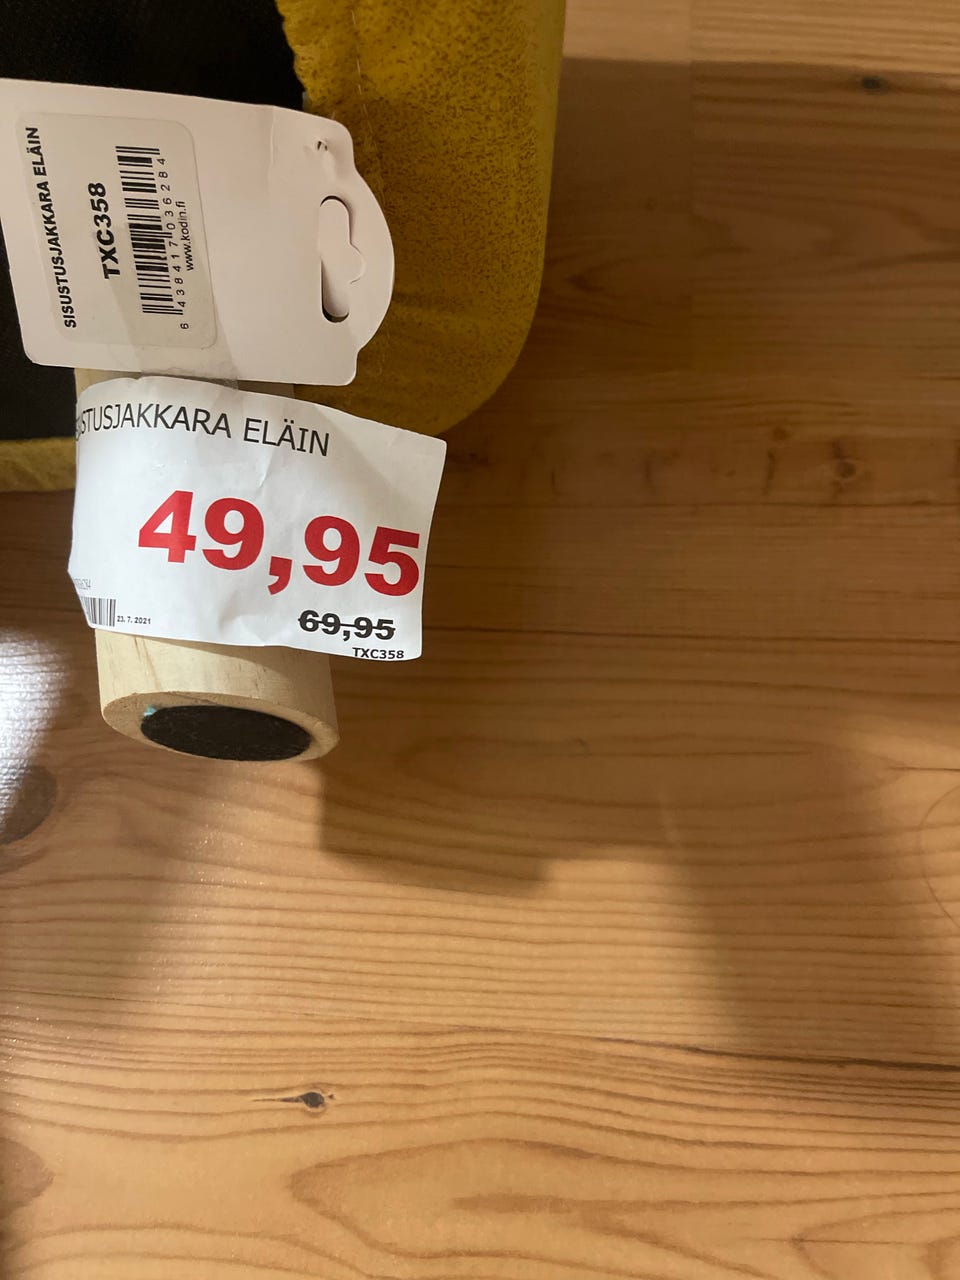 SISUSTUSJAKKARA ELÄIN
TXC358
6 438417 036284
www.kodin.fi
STUSJAKKARA ELÄIN
49,95
69,95
23.7.2021
TXC358